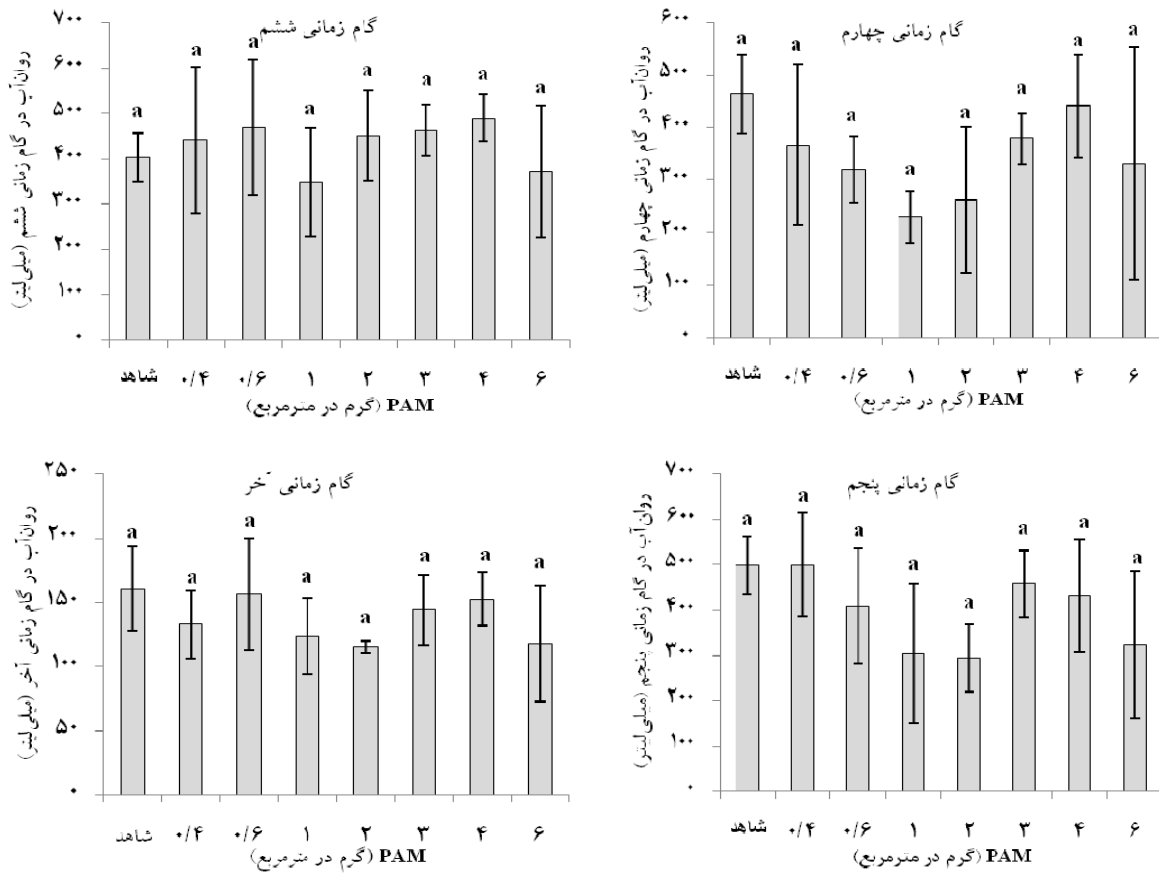 گام زمانی چهارم
روان‌آب در گام زمانی چهارم (میلی‌لیتر)
۶۰۰
۵۰۰
۴۰۰
۳۰۰
۲۰۰
۱۰۰
۰
a a a a a a a a
شاهد ۰/۴ ۰/۶ ۱ ۲ ۳ ۴ ۶
PAM (گرم در مترمربع)
گام زمانی ششم
روان‌آب در گام زمانی ششم (میلی‌لیتر)
۷۰۰
۶۰۰
۵۰۰
۴۰۰
۳۰۰
۲۰۰
۱۰۰
۰
a a a a a a a a
شاهد ۰/۴ ۰/۶ ۱ ۲ ۳ ۴ ۶
PAM (گرم در مترمربع)
گام زمانی پنجم
روان‌آب در گام زمانی پنجم (میلی‌لیتر)
۷۰۰
۶۰۰
۵۰۰
۴۰۰
۳۰۰
۲۰۰
۱۰۰
۰
a a a a a a a a
شاهد ۰/۴ ۰/۶ ۱ ۲ ۳ ۴ ۶
PAM (گرم در مترمربع)
گام زمانی آخر
روان‌آب در گام زمانی آخر (میلی‌لیتر)
۲۵۰
۲۰۰
۱۵۰
۱۰۰
۵۰
۰
a a a a a a a a
شاهد ۰/۴ ۰/۶ ۱ ۲ ۳ ۴ ۶
PAM (گرم در مترمربع)